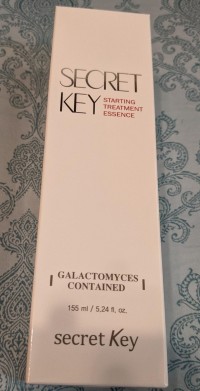 SECRET
KEY
STARTING
TREATMENT
ESSENCE
GALACTOMYCES
CONTAINED
155 ml / 5.24 fl. oz.
secret Key